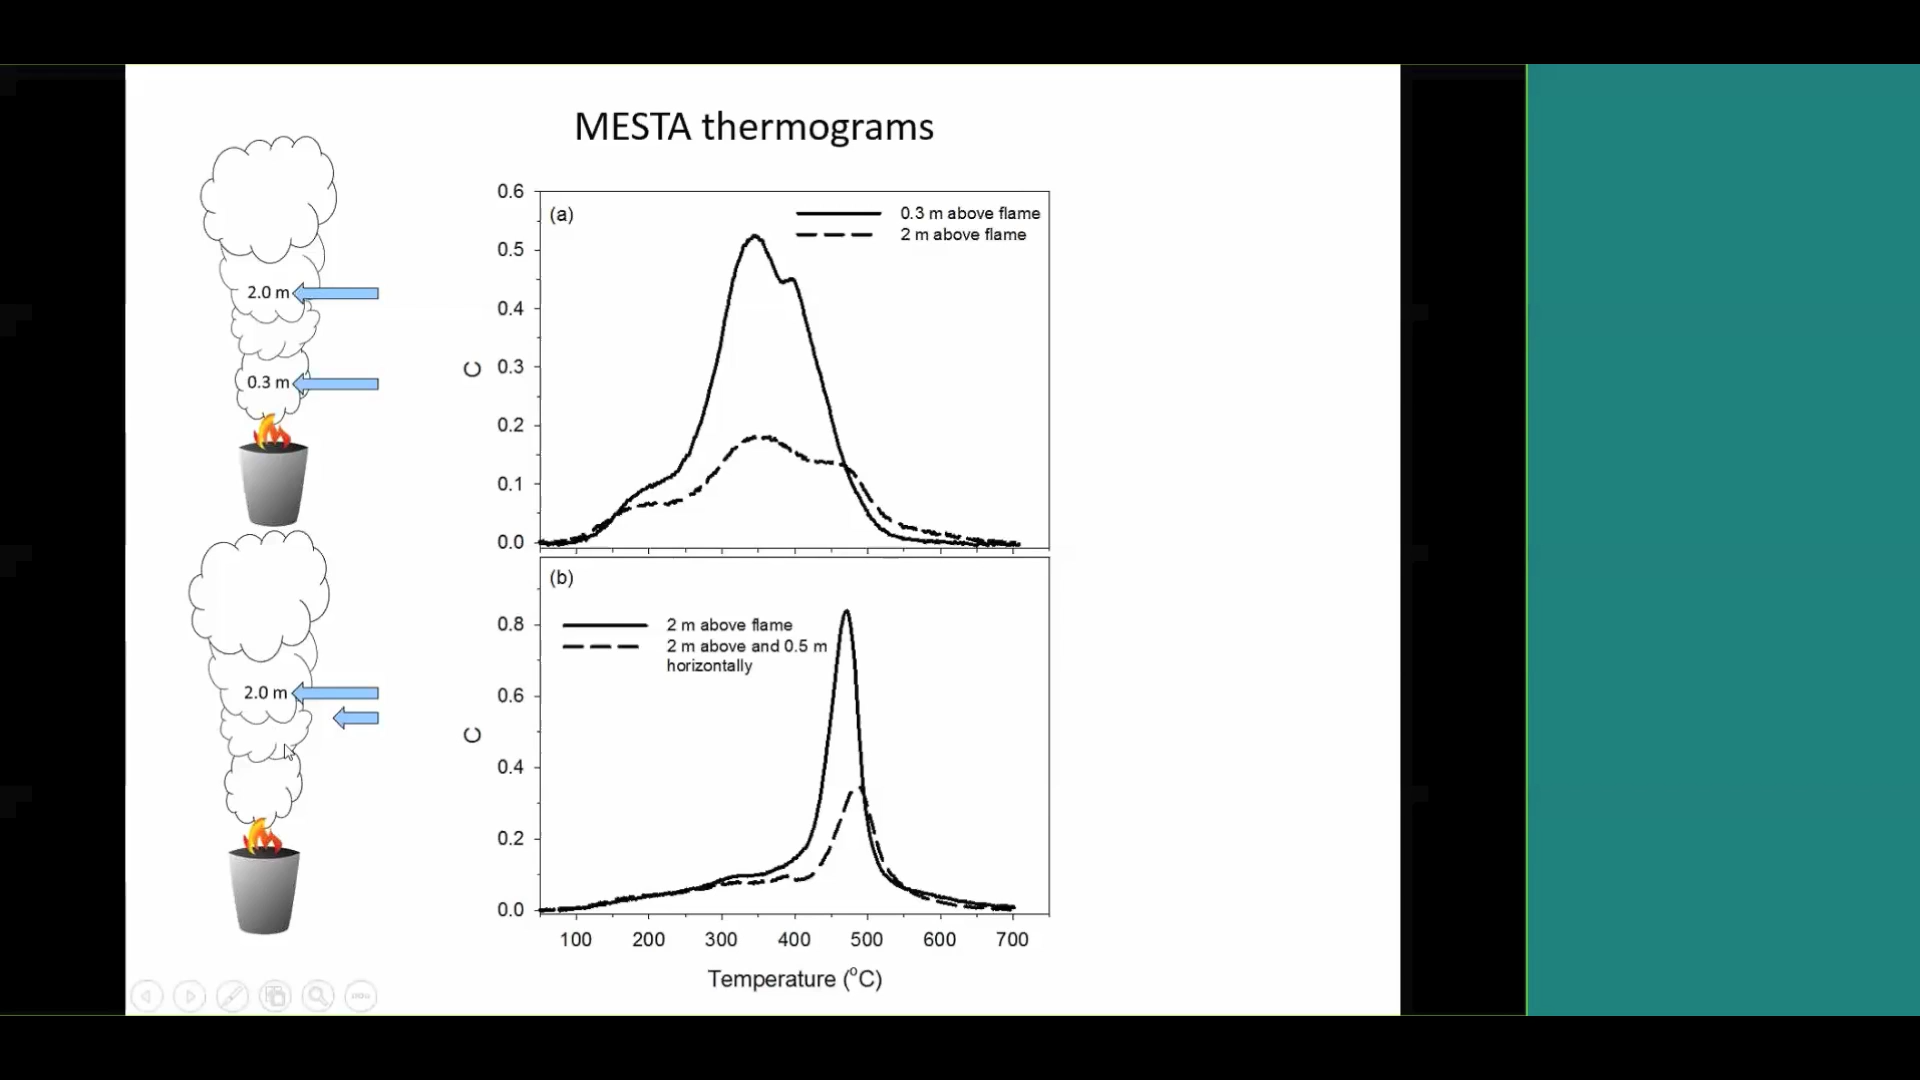 MESTA thermograms
2.0 m
0.3 m
2.0 m
(a)
0.3 m above flame
2 m above flame
0.6
0.5
0.4
0.3
0.2
0.1
0.0
C
(b)
2 m above flame
2 m above and 0.5 m
horizontally
0.8
0.6
0.4
0.2
0.0
C
100 200 300 400 500 600 700
Temperature (°C)